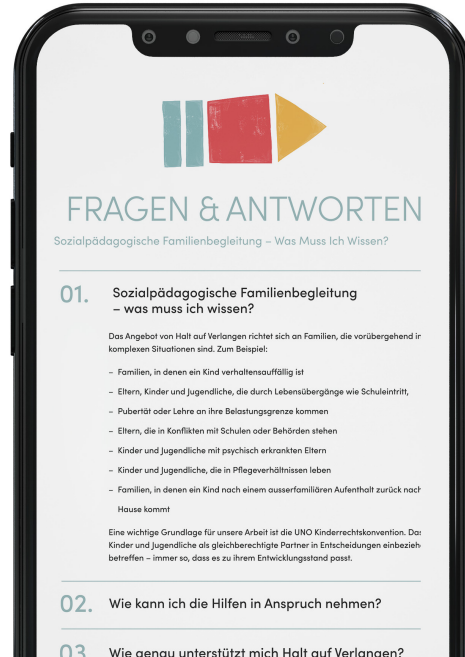 FRAGEN & ANTWORTEN
Sozialpädagogische Familienbegleitung – Was Muss Ich Wissen?
01. Sozialpädagogische Familienbegleitung
– was muss ich wissen?
Das Angebot von Halt auf Verlangen richtet sich an Familien, die vorübergehend in
komplexen Situationen sind. Zum Beispiel:
– Familien, in denen ein Kind verhaltensauffällig ist
– Eltern, Kinder und Jugendliche, die durch Lebensübergänge wie Schuleintritt,
– Pubertät oder Lehre an ihre Belastungsgrenze kommen
– Eltern, die in Konflikten mit Schulen oder Behörden stehen
– Kinder und Jugendliche mit psychisch erkrankten Eltern
– Kinder und Jugendliche, die in Pflegeverhältnissen leben
– Familien, in denen ein Kind nach einem ausserfamiliären Aufenthalt zurück nach
Hause kommt
Eine wichtige Grundlage für unsere Arbeit ist die UNO Kinderrechtskonvention.
Kinder und Jugendliche als gleichberechtigte Partner in Entscheidungen
betreffen – immer so, dass es zu ihrem Entwicklungsstand passt.
02. Wie kann ich die Hilfen in Anspruch nehmen?
03. Wie genau unterstützt mich Halt auf Verlangen?